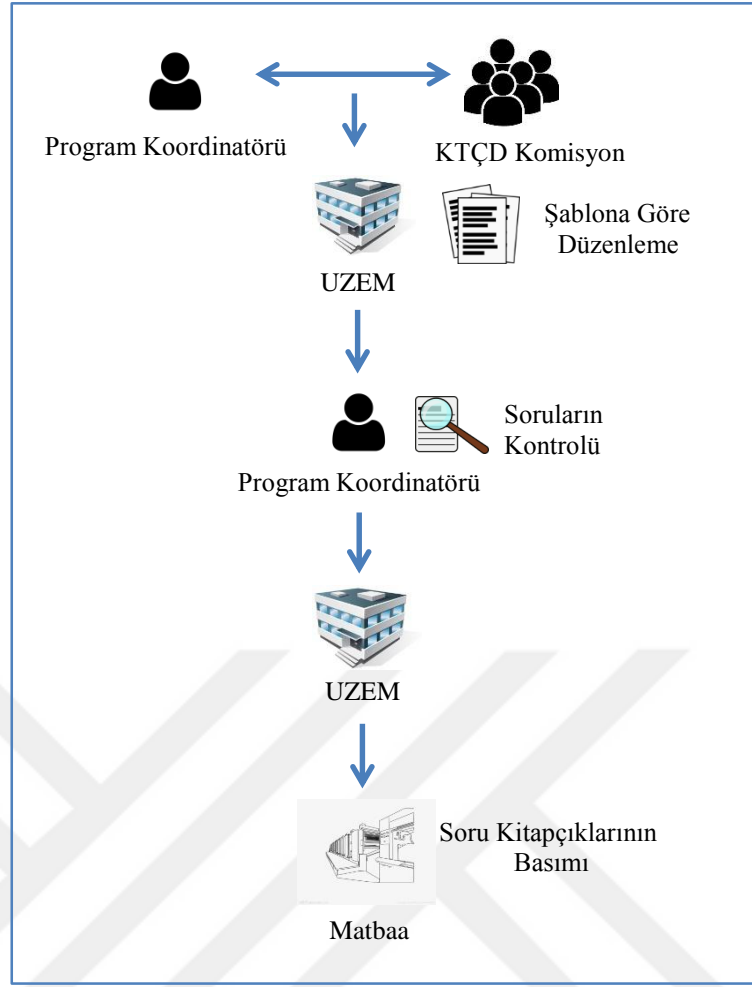 Program Koordinatörü
KTÇD Komisyon
Şablona Göre
Düzenleme
UZEM
Soruların
Kontrolü
Program Koordinatörü
UZEM
Soru Kitapçıklarının
Basımı
Matbaa